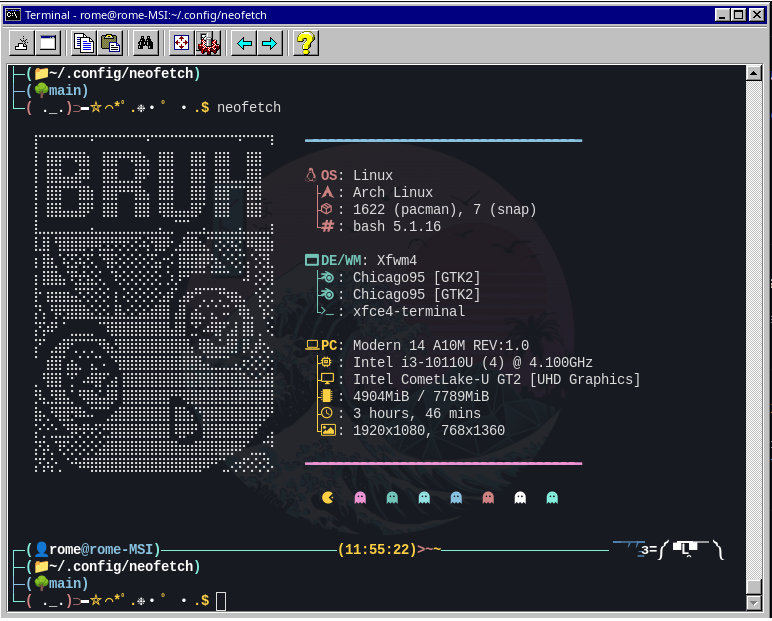 Terminal - rome@rome-MSI:~/.config/neofetch
(📁~/.config/neofetch)
(🌳main)
( ._.)⊃━☆⌒*ﾟ.❉・゜・.$ neofetch
BRUH
OS: Linux
: Arch Linux
: 1622 (pacman), 7 (snap)
#: bash 5.1.16
DE/WM: Xfwm4
: Chicago95 [GTK2]
: Chicago95 [GTK2]
>_: xfce4-terminal
PC: Modern 14 A10M REV:1.0
: Intel i3-10110U (4) @ 4.100GHz
: Intel CometLake-U GT2 [UHD Graphics]
: 4904MiB / 7789MiB
: 3 hours, 46 mins
: 1920x1080, 768x1360
(👤rome@rome-MSI)(11:55:22)>~~
(📁~/.config/neofetch)
(🌳main)
( ._.)⊃━☆⌒*ﾟ.❉・゜・.$